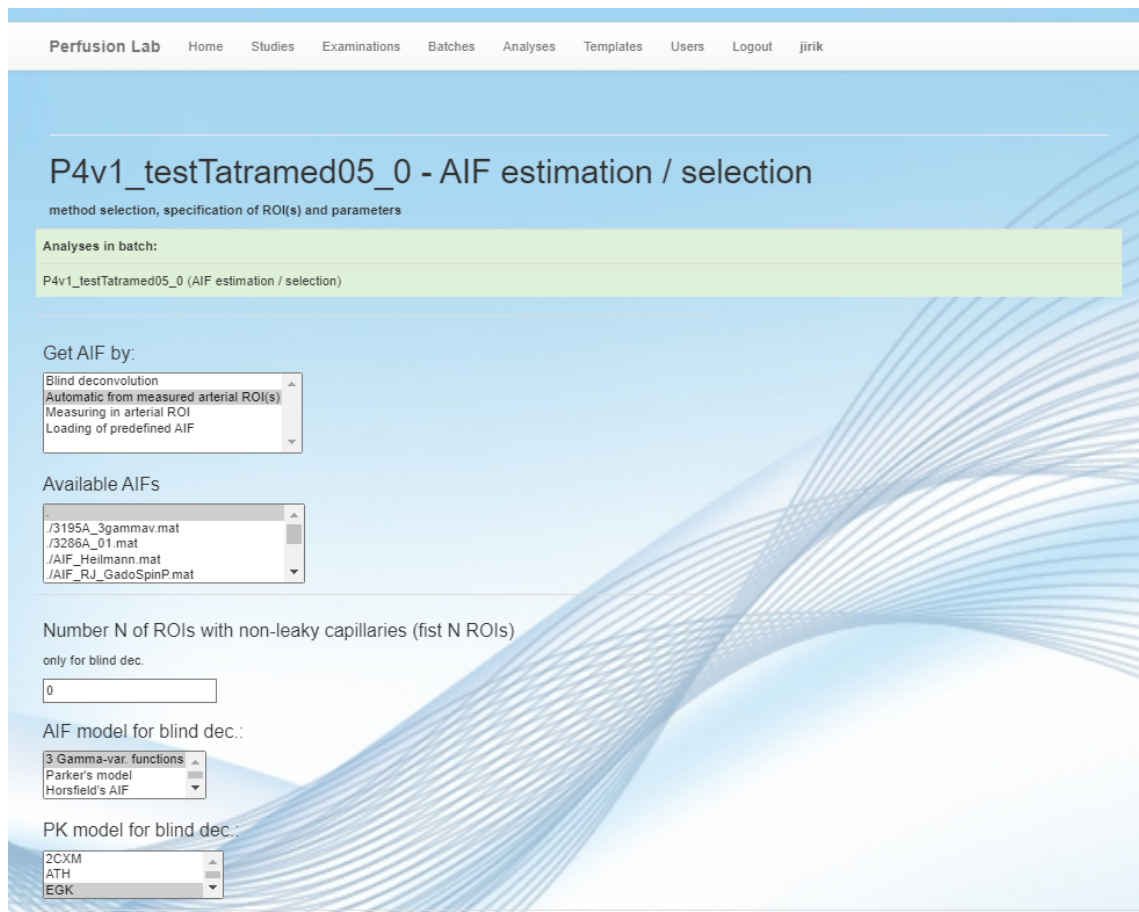 Perfusion Lab Home Studies Examinations Batches Analyses Templates Users Logout jirik
P4v1_testTatramed05_0 - AIF estimation / selection
method selection, specification of ROI(s) and parameters
Analyses in batch:
P4v1_testTatramed05_0 (AIF estimation / selection)
Get AIF by:
Blind deconvolution
Automatic from measured arterial ROI(s)
Measuring in arterial ROI
Loading of predefined AIF
Available AIFs
.
./3195A_3gammav.mat
./3286A_01.mat
./AIF_Heilmann.mat
./AIF_RJ_GadoSpinP.mat
Number N of ROIs with non-leaky capillaries (fist N ROIs)
only for blind dec.
0
AIF model for blind dec.:
3 Gamma-var. functions
Parker's model
Horsfield's AIF
PK model for blind dec.:
2CXM
ATH
EGK